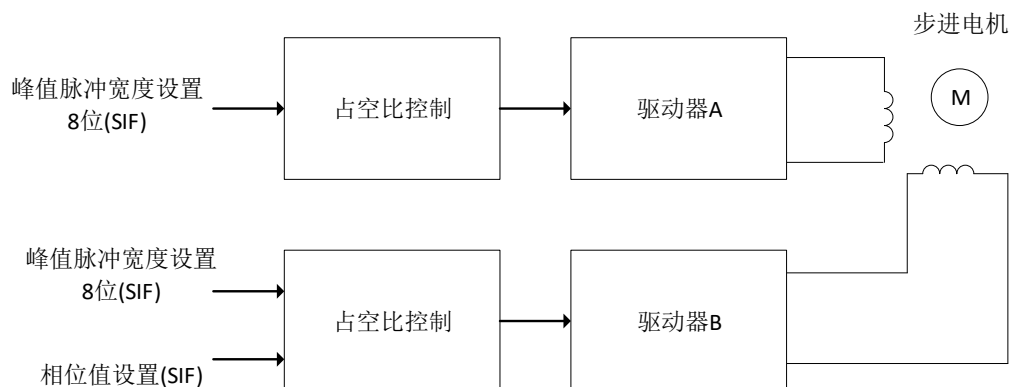 步进电机
峰值脉冲宽度设置
8位(SIF)
占空比控制
驱动器A
M
峰值脉冲宽度设置
8位(SIF)
占空比控制
驱动器B
相位值设置(SIF)